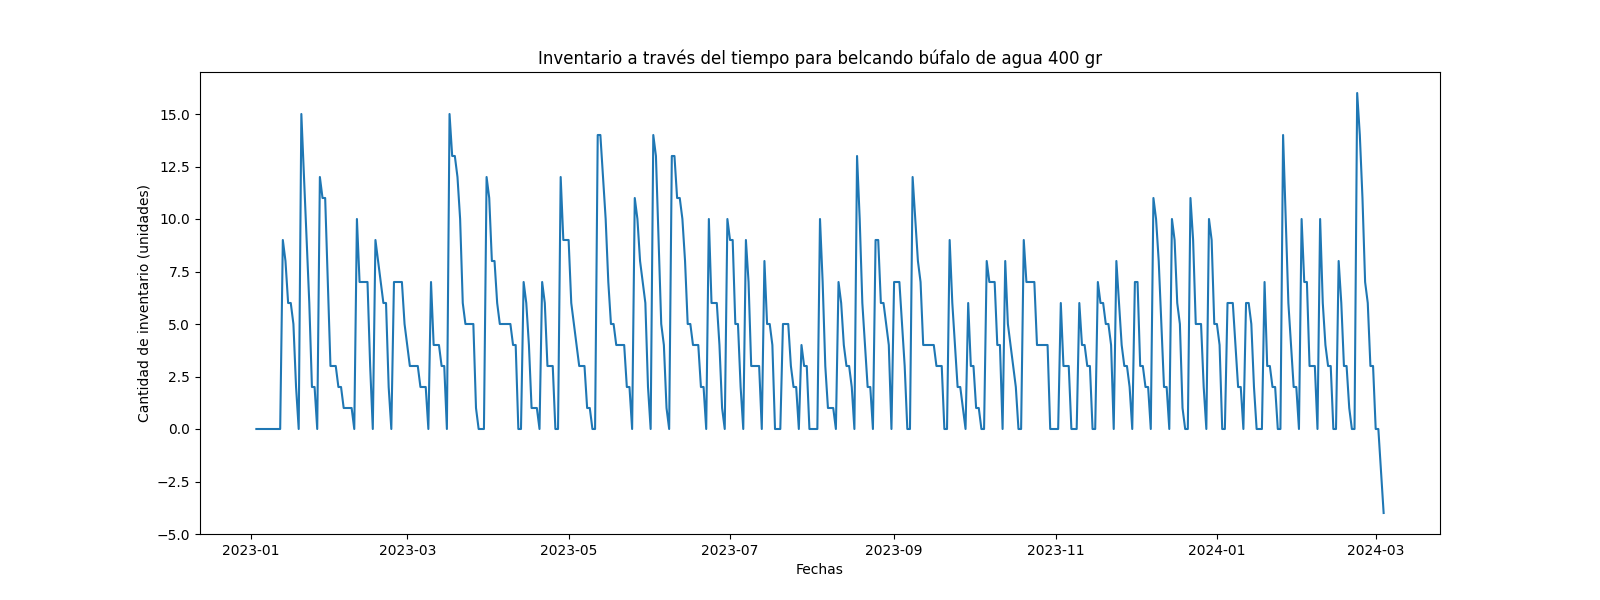 Inventario a través del tiempo para belcando búfalo de agua 400 gr
Cantidad de inventario (unidades)
15.0
12.5
10.0
7.5
5.0
2.5
0.0
−2.5
−5.0
2023-01 2023-03 2023-05 2023-07 2023-09 2023-11 2024-01 2024-03
Fechas